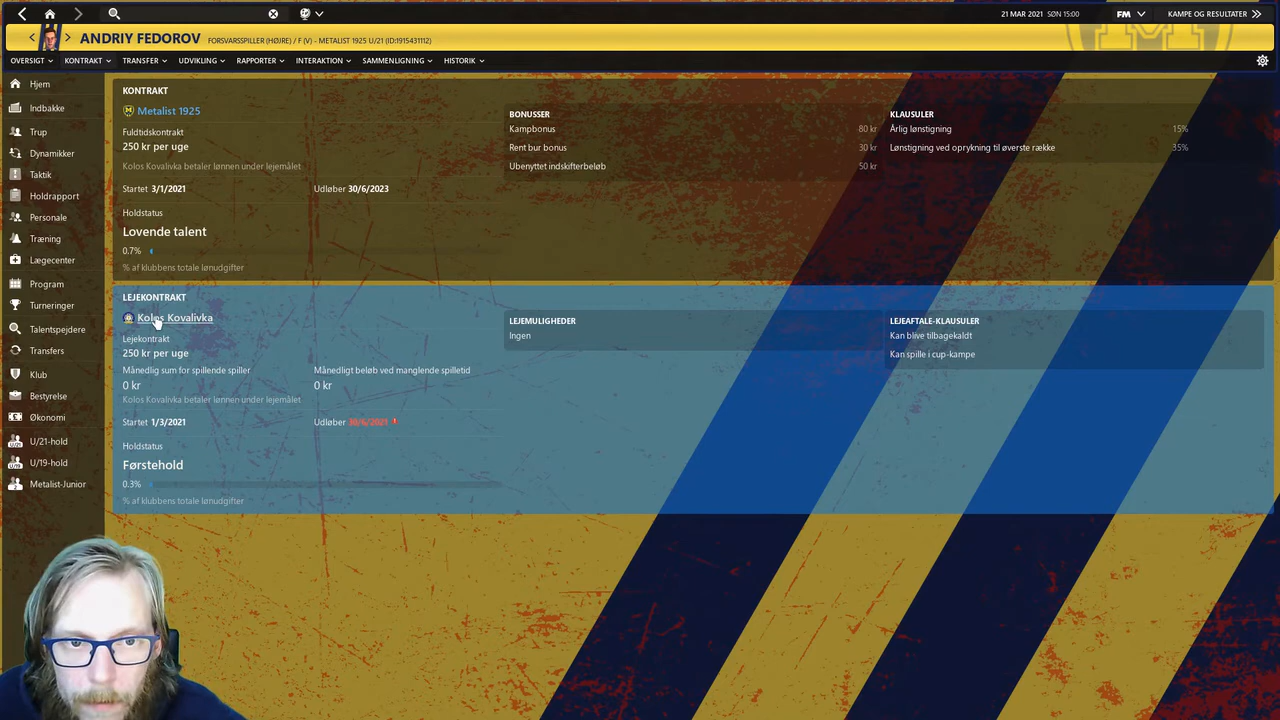 21 MAR 2021 SØN 15:00
FM
KAMPE OG RESULTATER
ANDRIY FEDOROV
FORSVARSSPILLER (HØJRE) / F (V) - METALIST 1925 U/21 (ID:1915431112)
OVERSIGT
KONTRAKT
TRANSFER
UDVIKLING
RAPPORTER
INTERAKTION
SAMMENLIGNING
HISTORIK
Hjem
Indbakke
Trup
Dynamikker
Taktik
Holdrapport
Personale
Træning
Lægecenter
Program
Turneringer
Talentspejdere
Transfers
Klub
Bestyrelse
Økonomi
U/21-hold
U/19-hold
Metalist-Junior
KONTRAKT
Metalist 1925
Fuldtidskontrakt
250 kr per uge
Kolos Kovalivka betaler lønnen under lejemålet
Startet 3/1/2021
Udløber 30/6/2023
Holdstatus
Lovende talent
0.7%
% af klubbens totale lønudgifter
BONUSSER
Kampbonus 80 kr
Rent bur bonus 30 kr
Ubenyttet indskifterbeløb 50 kr
KLAUSULER
Årlig lønstigning 15%
Lønstigning ved oprykning til øverste række 35%
LEJEKONTRAKT
Kolos Kovalivka
Lejekontrakt
250 kr per uge
Månedlig sum for spillende spiller
0 kr
Månedligt beløb ved manglende spilletid
0 kr
Kolos Kovalivka betaler lønnen under lejemålet
Startet 1/3/2021
Udløber 30/6/2021
Holdstatus
Førstehold
0.3%
% af klubbens totale lønudgifter
LEJEMULIGHEDER
Ingen
LEJEAFTALE-KLAUSULER
Kan blive tilbagekaldt
Kan spille i cup-kampe